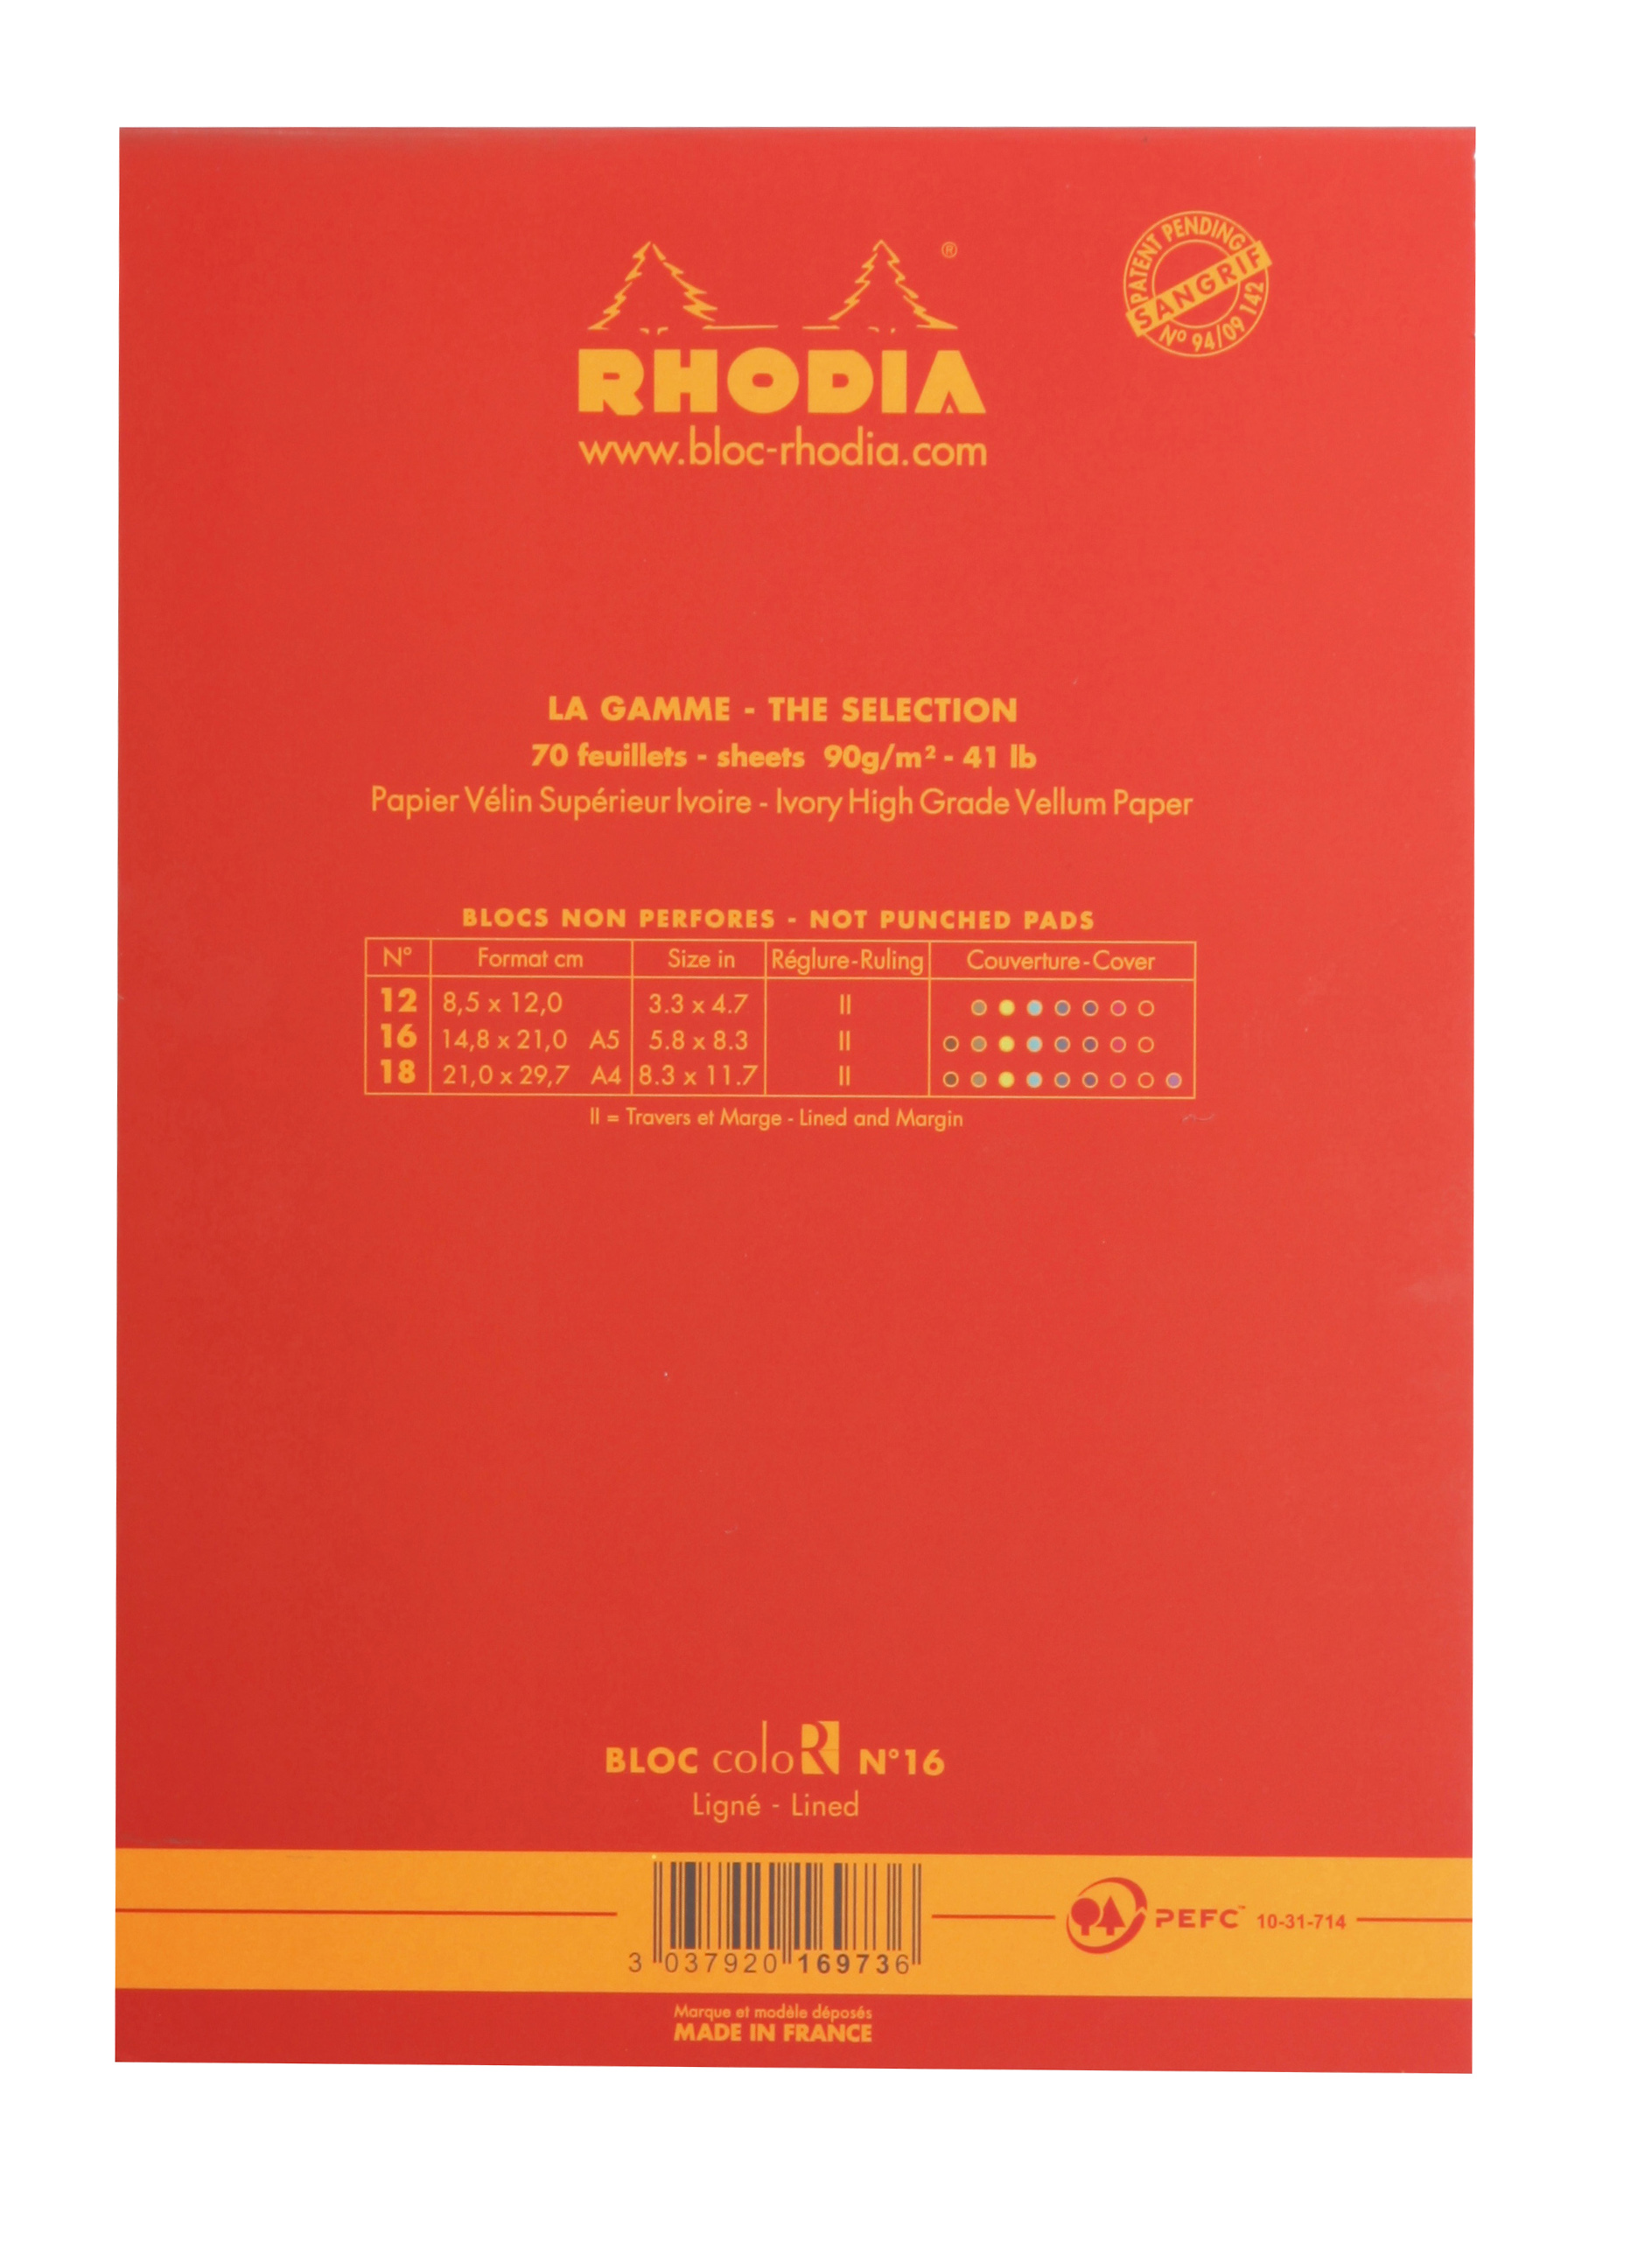 ®
PATENT PENDING
SANGRIF
N° 94/09 142
RHODIA
www.bloc-rhodia.com
LA GAMME - THE SELECTION
70 feuillets - sheets 90g/m² - 41 lb
Papier Vélin Supérieur Ivoire - Ivory High Grade Vellum Paper
BLOCS NON PERFORES - NOT PUNCHED PADS
N° Format cm Size in Réglure-Ruling Couverture-Cover
12 8,5 x 12,0 3.3 x 4.7 II
16 14,8 x 21,0 A5 5.8 x 8.3 II
18 21,0 x 29,7 A4 8.3 x 11.7 II
II = Travers et Marge - Lined and Margin
BLOC coloR N°16
Ligné - Lined
3 037920 169736
PEFC™ 10-31-714
Marque et modèle déposés
MADE IN FRANCE